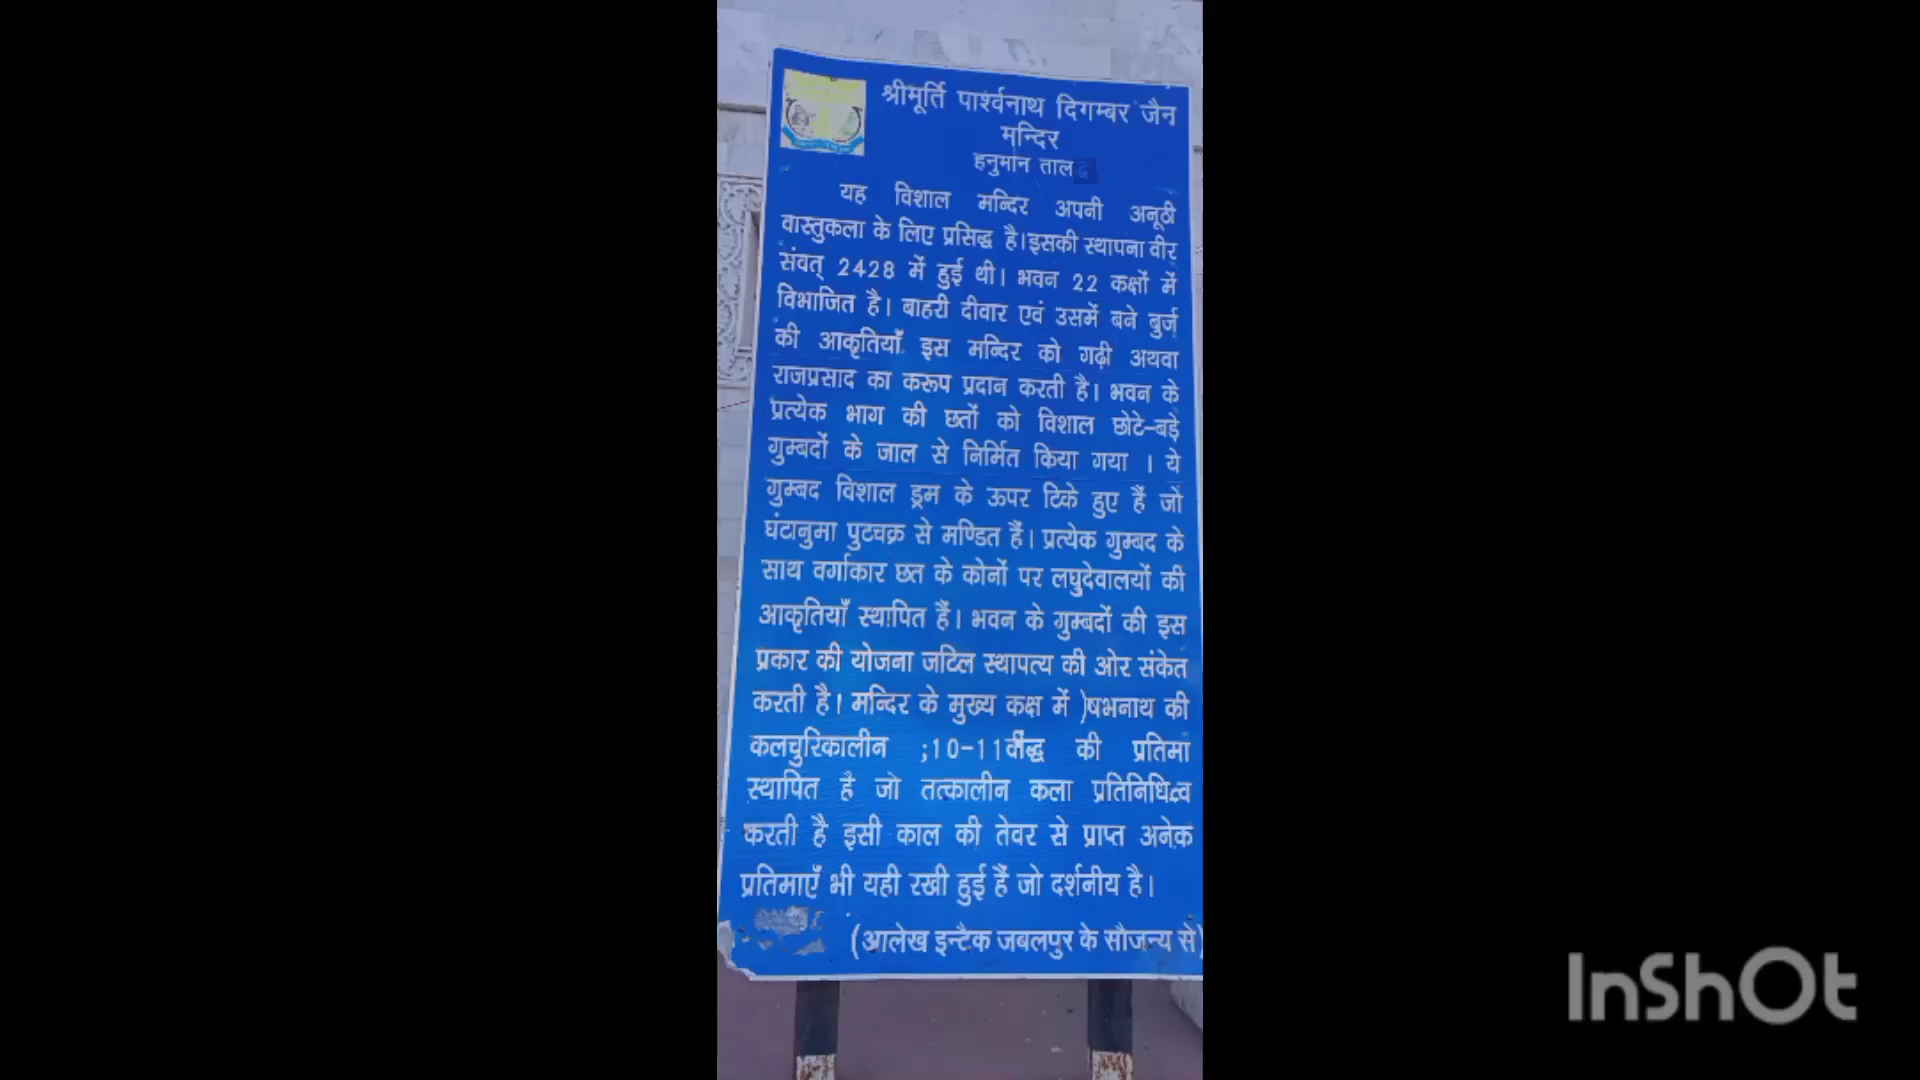 श्रीमूर्ति पार्श्वनाथ दिगम्बर जैन
मन्दिर
हनुमान ताल
यह विशाल मन्दिर अपनी अनूठी
वास्तुकला के लिए प्रसिद्ध है।इसकी स्थापना वीर
संवत् 2428 में हुई थी। भवन 22 कक्षों में
विभाजित है। बाहरी दीवार एवं उसमें बने बुर्ज
की आकृतियाँ इस मन्दिर को गढ़ी अथवा
राजप्रसाद का करूप प्रदान करती है। भवन के
प्रत्येक भाग की छतों को विशाल छोटे-बड़े
गुम्बदों के जाल से निर्मित किया गया । ये
गुम्बद विशाल ड्रम के ऊपर टिके हुए हैं जो
घंटानुमा पुटचक्र से मण्डित हैं। प्रत्येक गुम्बद के
साथ वर्गाकार छत के कोनों पर लघुदेवालयों की
आकृतियाँ स्थापित हैं। भवन के गुम्बदों की इस
प्रकार की योजना जटिल स्थापत्य की ओर संकेत
करती है। मन्दिर के मुख्य कक्ष में )षभनाथ की
कलचुरिकालीन ;10-11वींद्ध की प्रतिमा
स्थापित है जो तत्कालीन कला प्रतिनिधित्व
करती है इसी काल की तेवर से प्राप्त अनेक
प्रतिमाएँ भी यही रखी हुई हैं जो दर्शनीय है।
(आलेख इन्टैक जबलपुर के सौजन्य से)
InShOt